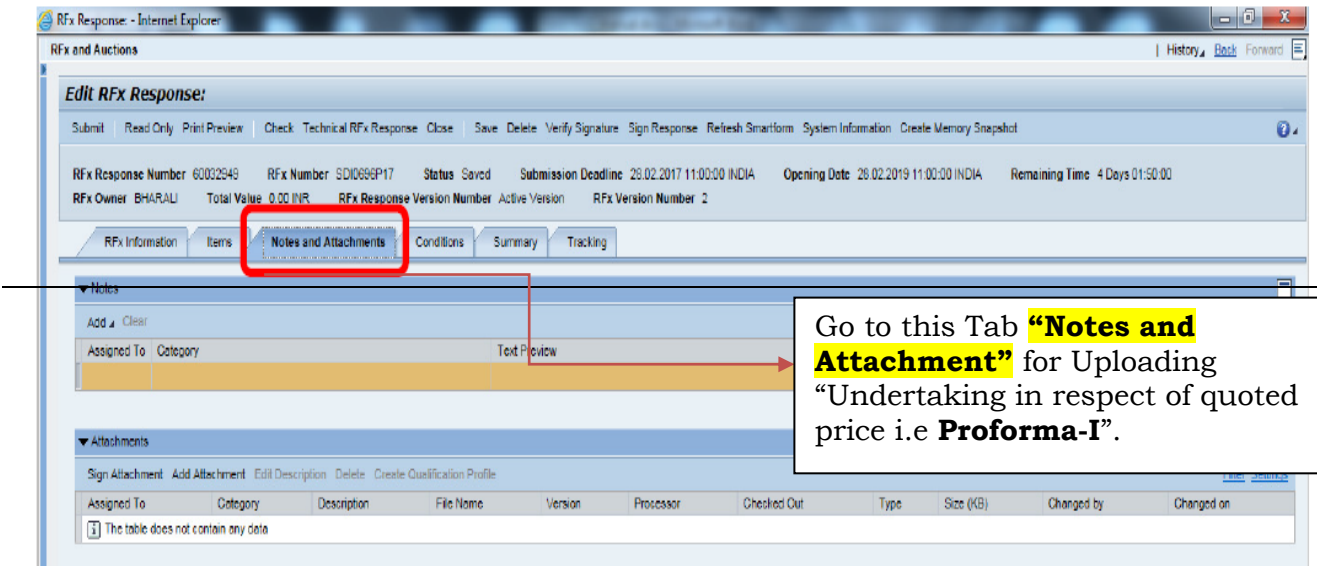 RFx Response: - Internet Explorer
RFx and Auctions
History Back Forward
Edit RFx Response:
Submit Read Only Print Preview Check Technical RFx Response Close Save Delete Verify Signature Sign Response Refresh Smartform System Information Create Memory Snapshot
RFx Response Number 60032949 RFx Number SDI0696P17 Status Saved Submission Deadline 28.02.2017 11:00:00 INDIA Opening Date 28.02.2019 11:00:00 INDIA Remaining Time 4 Days 01:50:00
RFx Owner BHARALI Total Value 0.00 INR RFx Response Version Number Active Version RFx Version Number 2
RFx Information Items Notes and Attachments Conditions Summary Tracking
Notes
Add Clear
Assigned To Category Text Preview
Go to this Tab “Notes and
Attachment” for Uploading
“Undertaking in respect of quoted
price i.e Proforma-I”.
Attachments
Sign Attachment Add Attachment Edit Description Delete Create Qualification Profile
Filter Settings
Assigned To Category Description File Name Version Processor Checked Out Type Size (KB) Changed by Changed on
The table does not contain any data